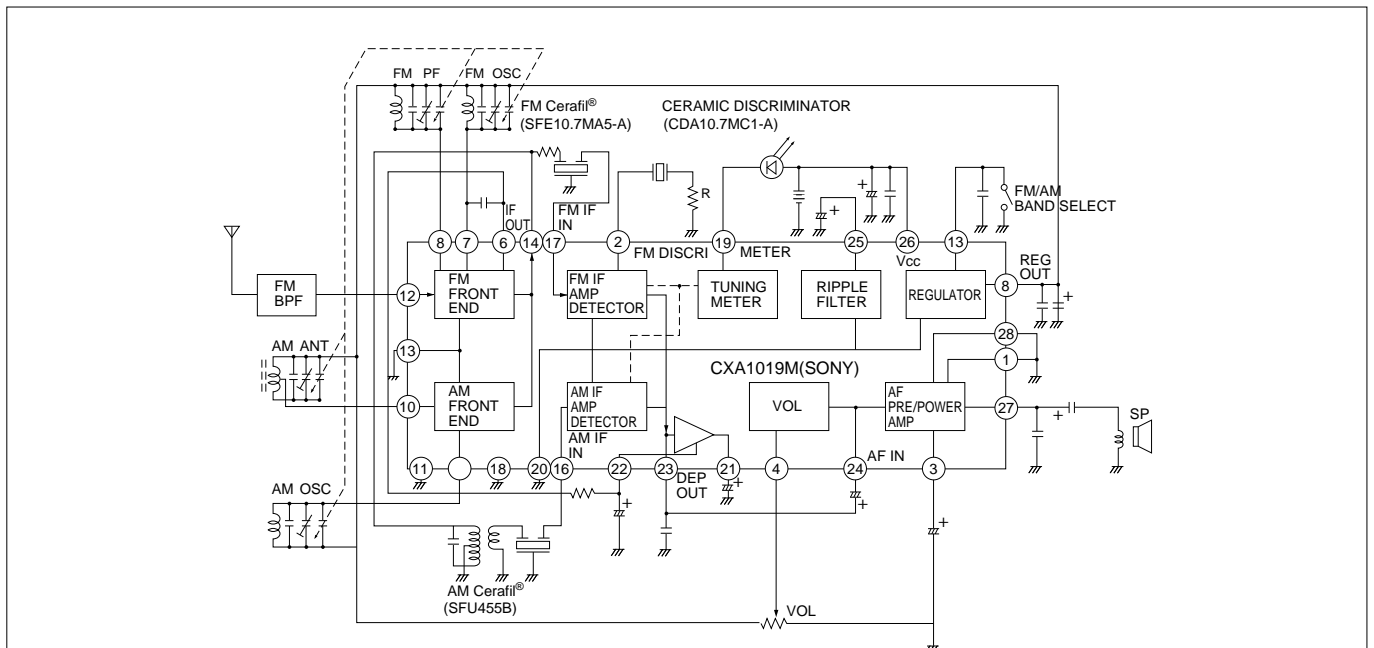 FM PF FM OSC
FM Cerafil®
(SFE10.7MA5-A)
CERAMIC DISCRIMINATOR
(CDA10.7MC1-A)
R
FM/AM
BAND SELECT
IF
OUT
FM IF
IN
8 7 6 14 17 2 FM DISCRI 19 METER 25 26 13
Vcc
REG
OUT
8
FM
BPF
12
FM
FRONT
END
FM IF
AMP
DETECTOR
TUNING
METER
RIPPLE
FILTER
REGULATOR
28
1
AM ANT
13
CXA1019M(SONY)
10
AM
FRONT
END
AM IF
AMP
DETECTOR
VOL
AF
PRE/POWER
AMP
27
SP
AM IF
IN
11 18 20 16 22 23 21 4 24 AF IN 3
DEP
OUT
AM OSC
AM Cerafil®
(SFU455B)
VOL